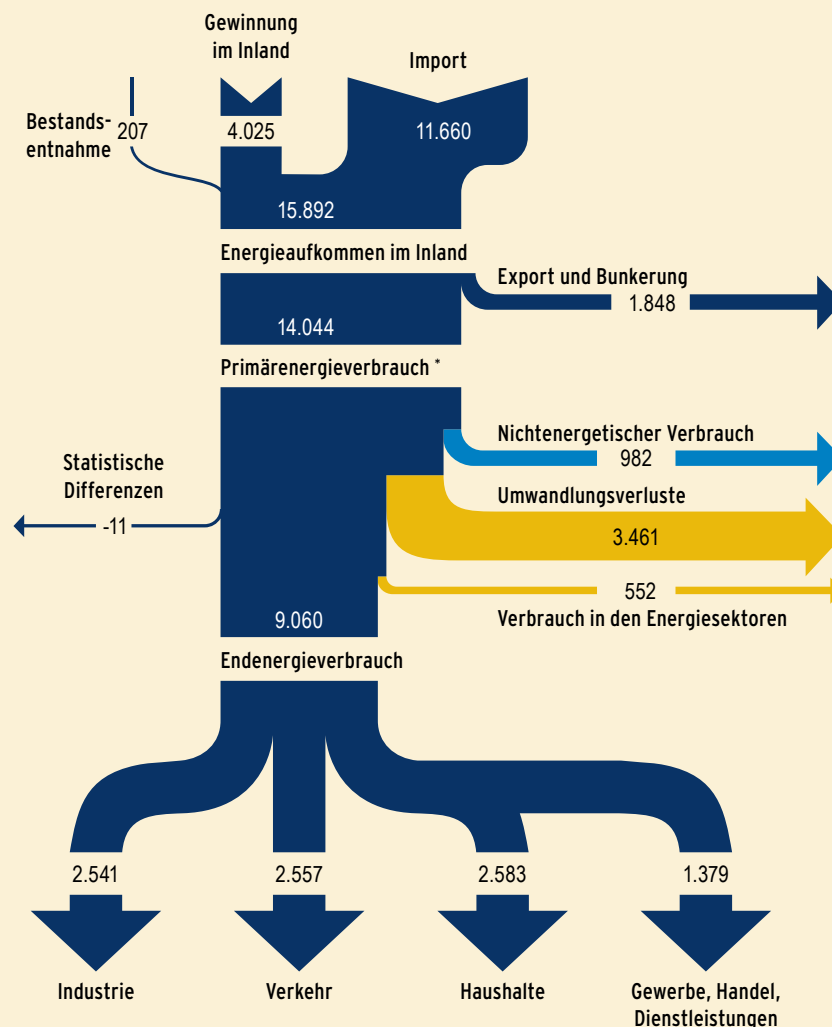 Gewinnung
im Inland
Import
Bestands-
entnahme
207
4.025
11.660
15.892
Energieaufkommen im Inland
Export und Bunkerung
1.848
14.044
Primärenergieverbrauch *
Nichtenergetischer Verbrauch
982
Statistische
Differenzen
-11
Umwandlungsverluste
3.461
552
Verbrauch in den Energiesektoren
9.060
Endenergieverbrauch
2.541
2.557
2.583
1.379
Industrie
Verkehr
Haushalte
Gewerbe, Handel,
Dienstleistungen